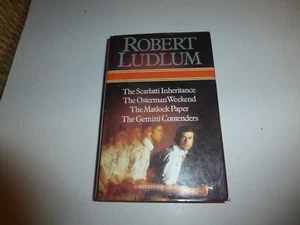 ROBERT
LUDLUM
The Scarlatti Inheritance
The Osterman Weekend
The Matlock Paper
The Gemini Contenders